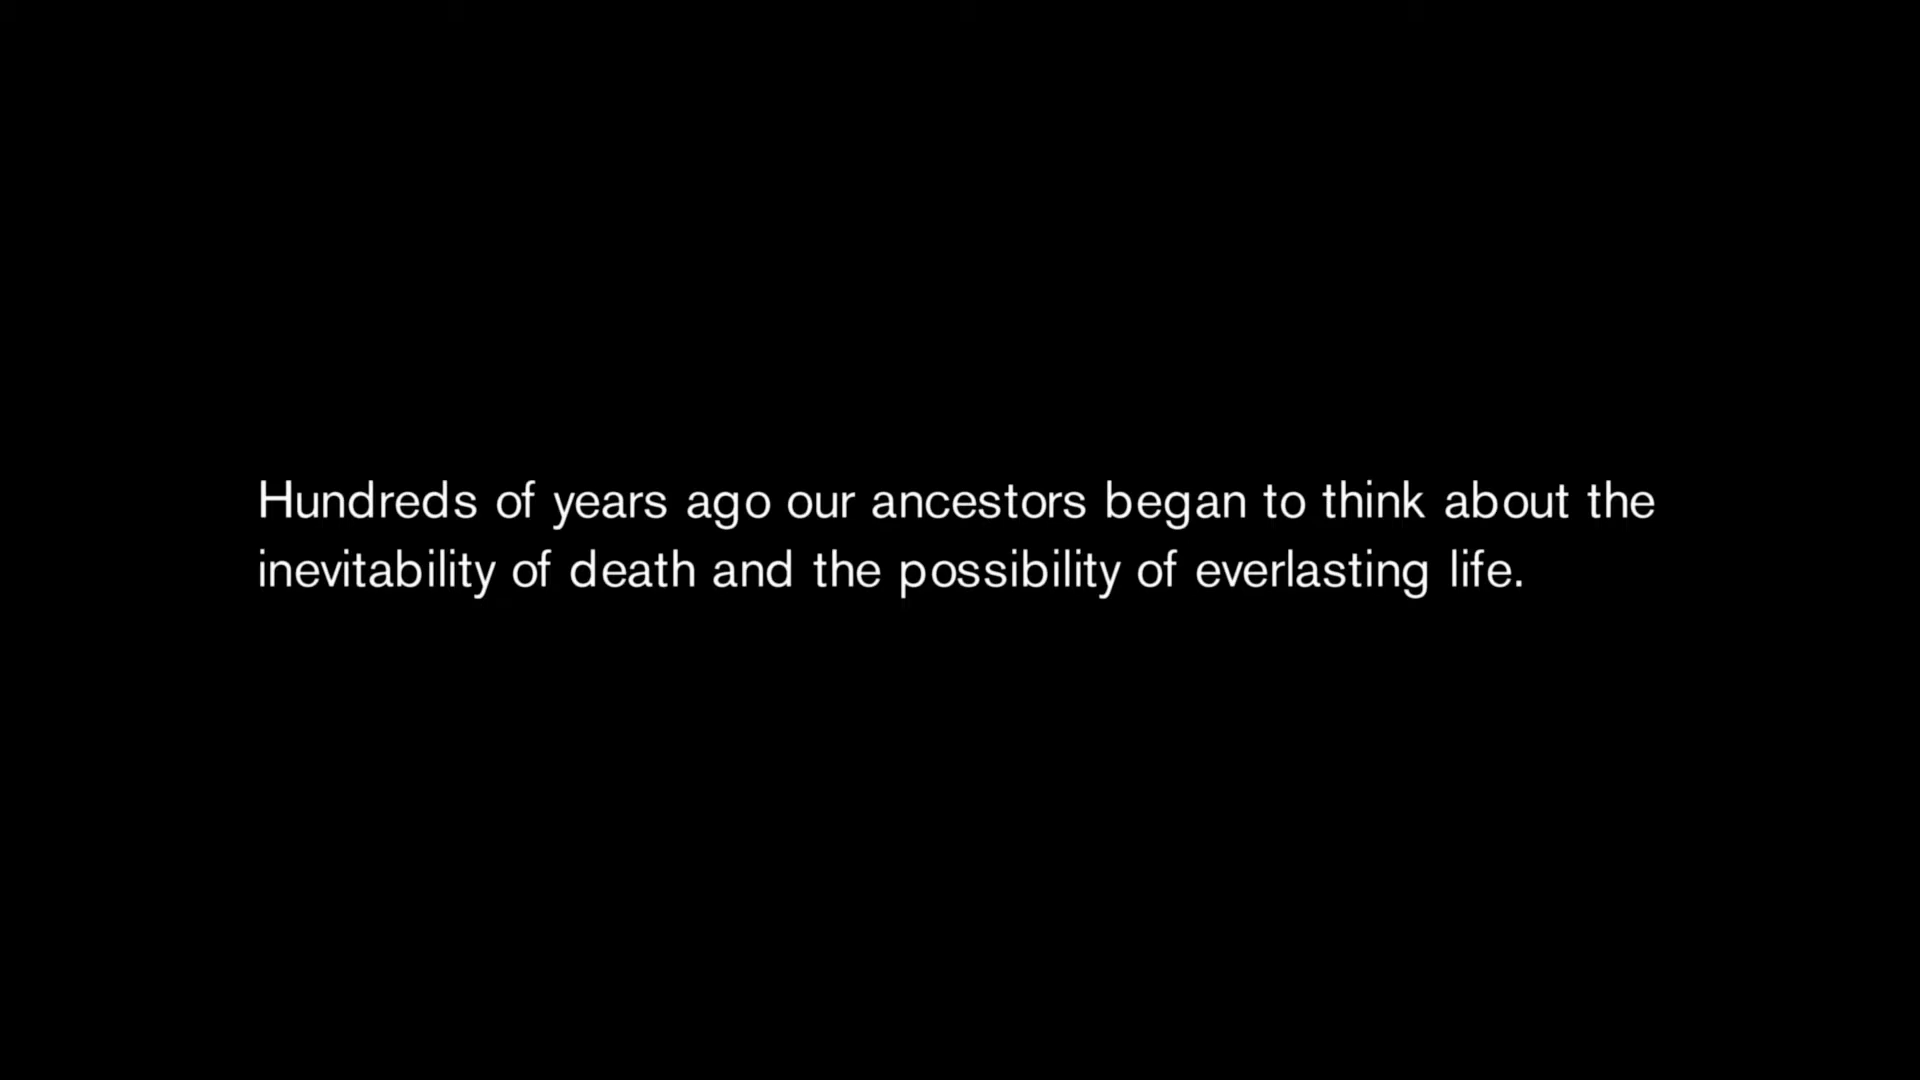 Hundreds of years ago our ancestors began to think about the
inevitability of death and the possibility of everlasting life.